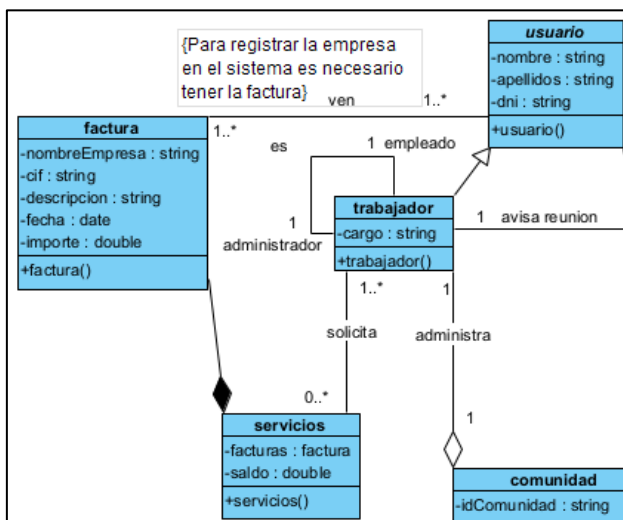 {Para registrar la empresa
en el sistema es necesario
tener la factura}
usuario
-nombre : string
-apellidos : string
-dni : string
+usuario()
ven
1..*
1..*
factura
-nombreEmpresa : string
-cif : string
-descripcion : string
-fecha : date
-importe : double
+factura()
es
1 empleado
1
administrador
trabajador
-cargo : string
+trabajador()
1 avisa reunion
1..*
1
solicita
administra
0..*
1
servicios
-facturas : factura
-saldo : double
+servicios()
comunidad
-idComunidad : string